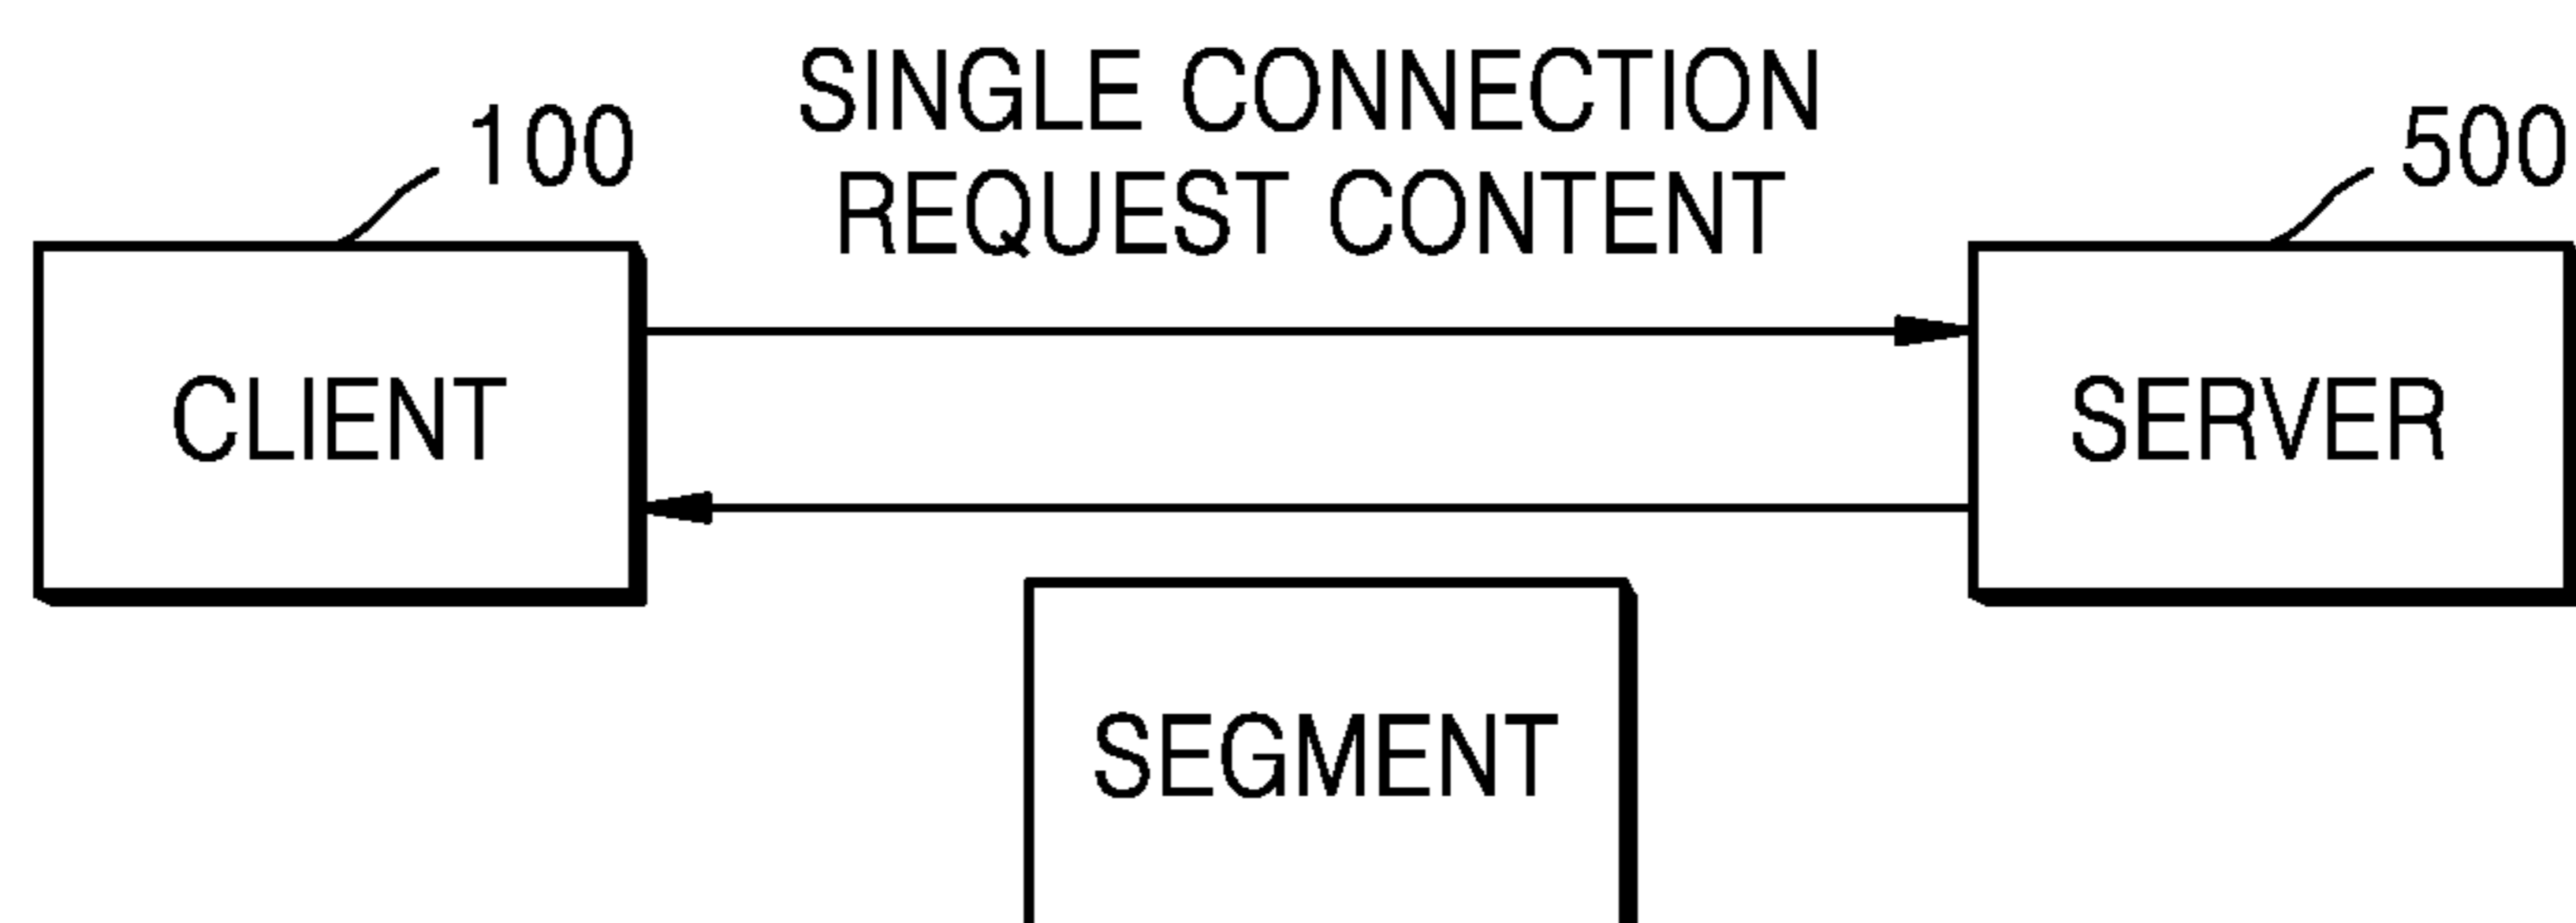 SINGLE CONNECTION
REQUEST CONTENT
100
500
CLIENT
SERVER
SEGMENT